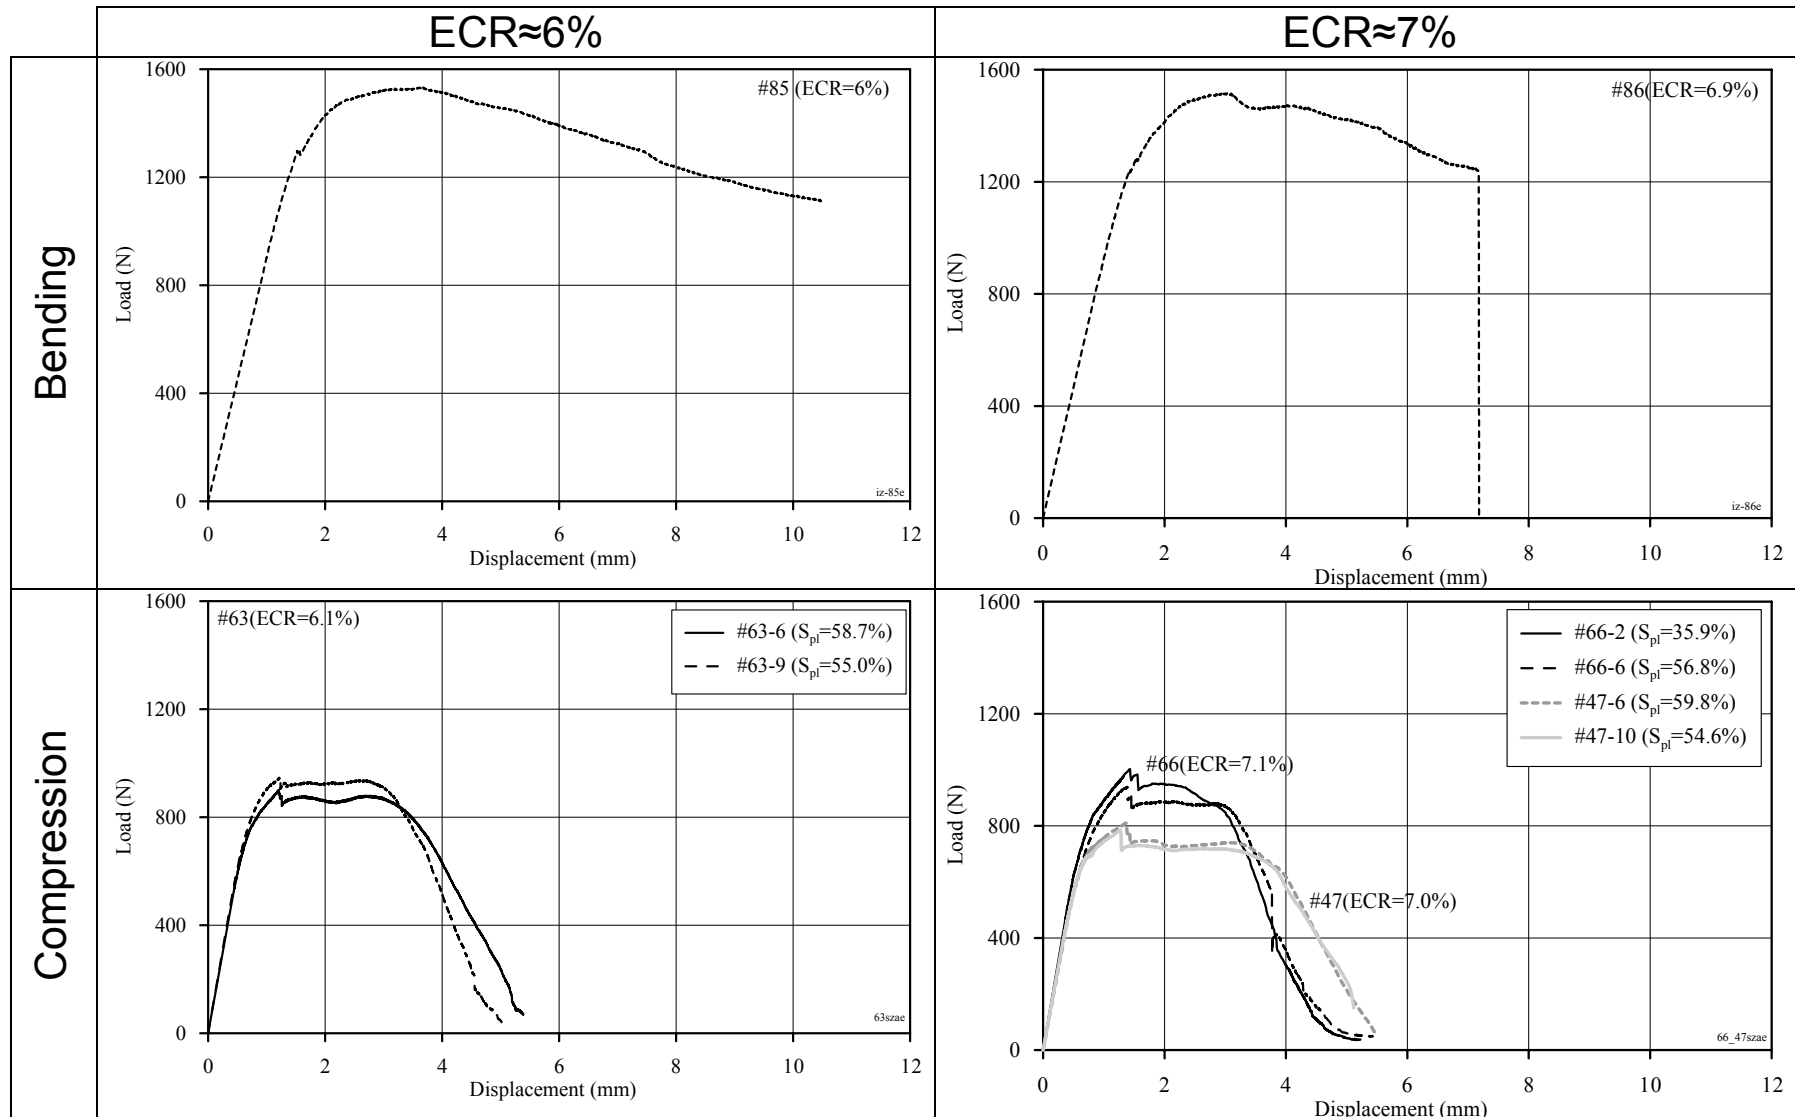 ECR≈6%
ECR≈7%
Bending
1600
1200
800
400
0
Load (N)
#85 (ECR=6%)
iz-85e
0 2 4 6 8 10 12
Displacement (mm)
1600
1200
800
400
0
Load (N)
#86(ECR=6.9%)
iz-86e
0 2 4 6 8 10 12
Displacement (mm)
Compression
1600
1200
800
400
0
Load (N)
#63(ECR=6.1%)
#63-6 (Spl=58.7%)
#63-9 (Spl=55.0%)
63szae
0 2 4 6 8 10 12
Displacement (mm)
1600
1200
800
400
0
Load (N)
#66-2 (Spl=35.9%)
#66-6 (Spl=56.8%)
#47-6 (Spl=59.8%)
#47-10 (Spl=54.6%)
#66(ECR=7.1%)
#47(ECR=7.0%)
66_47szae
0 2 4 6 8 10 12
Displacement (mm)